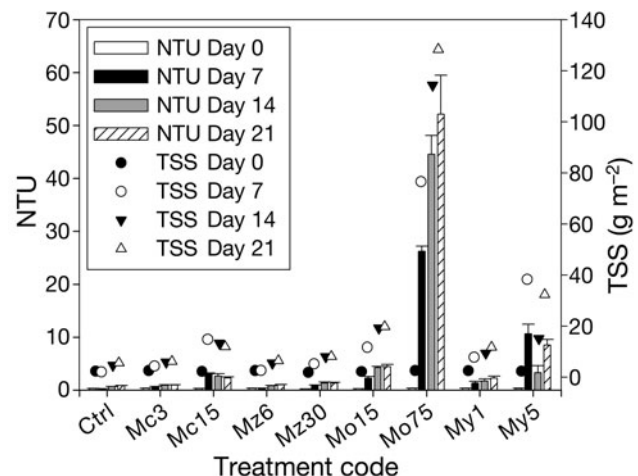 70
60
50
40
30
20
10
0
NTU
NTU Day 0
NTU Day 7
NTU Day 14
NTU Day 21
TSS Day 0
TSS Day 7
TSS Day 14
TSS Day 21
140
120
100
80
60
40
20
0
TSS (g m⁻²)
Ctrl Mc3 Mc15 Mz6 Mz30 Mo15 Mo75 My1 My5
Treatment code